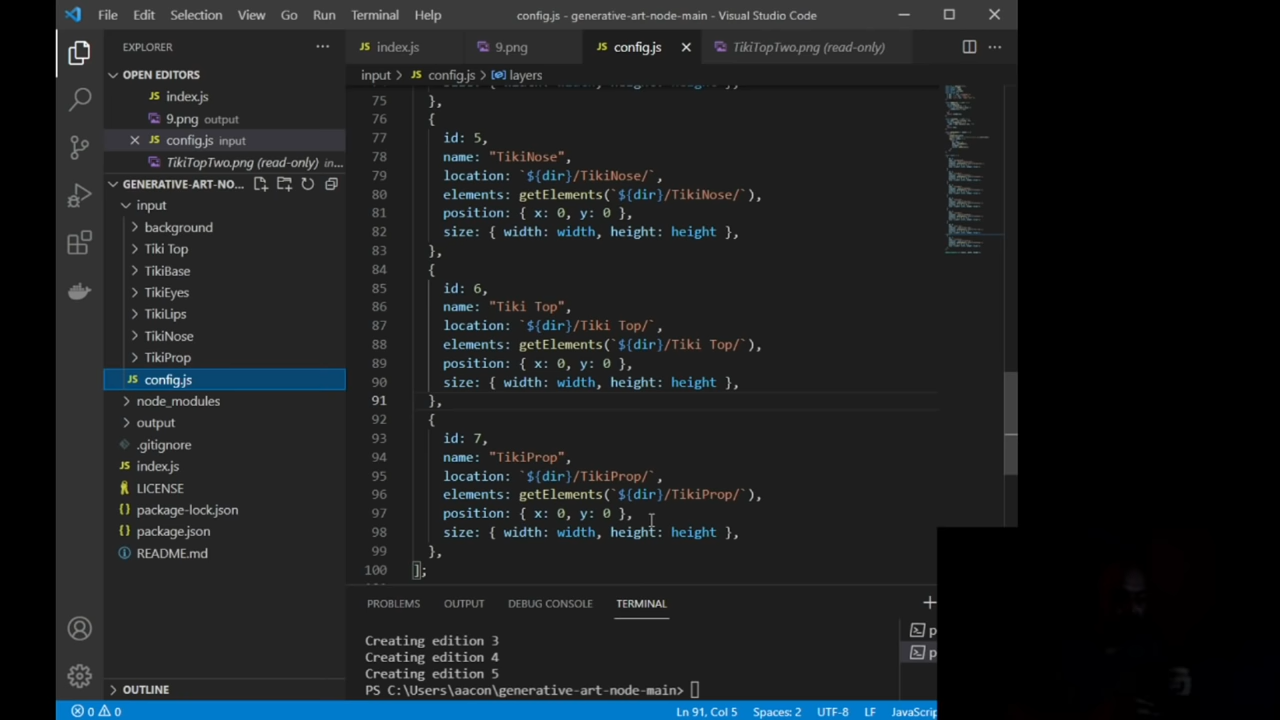 File Edit Selection View Go Run Terminal Help config.js - generative-art-node-main - Visual Studio Code
EXPLORER
OPEN EDITORS
index.js
9.png output
config.js input
TikiTopTwo.png (read-only) in...
GENERATIVE-ART-NO...
input
background
Tiki Top
TikiBase
TikiEyes
TikiLips
TikiNose
TikiProp
config.js
node_modules
output
.gitignore
index.js
LICENSE
package-lock.json
package.json
README.md
OUTLINE
index.js 9.png config.js TikiTopTwo.png (read-only)
input > config.js > layers
75 },
76 {
77 id: 5,
78 name: "TikiNose",
79 location: `${dir}/TikiNose/`,
80 elements: getElements(`${dir}/TikiNose/`),
81 position: { x: 0, y: 0 },
82 size: { width: width, height: height },
83 },
84 {
85 id: 6,
86 name: "Tiki Top",
87 location: `${dir}/Tiki Top/`,
88 elements: getElements(`${dir}/Tiki Top/`),
89 position: { x: 0, y: 0 },
90 size: { width: width, height: height },
91 },
92 {
93 id: 7,
94 name: "TikiProp",
95 location: `${dir}/TikiProp/`,
96 elements: getElements(`${dir}/TikiProp/`),
97 position: { x: 0, y: 0 },
98 size: { width: width, height: height },
99 },
100 ];
PROBLEMS OUTPUT DEBUG CONSOLE TERMINAL
Creating edition 3
Creating edition 4
Creating edition 5
PS C:\Users\aacon\generative-art-node-main>
p
p
0 0 Ln 91, Col 5 Spaces: 2 UTF-8 LF JavaScrip